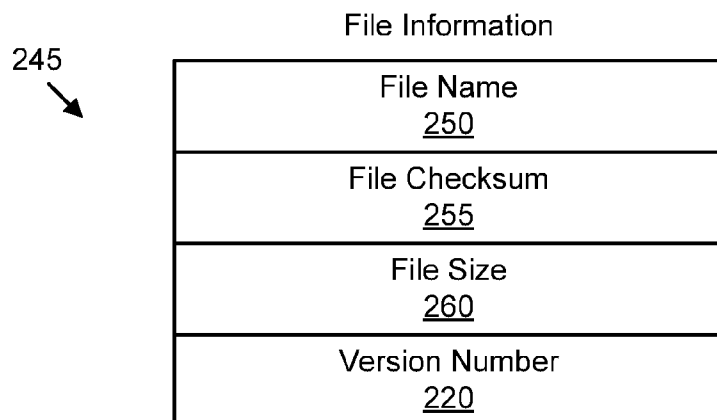 File Information
245
File Name
250
File Checksum
255
File Size
260
Version Number
220